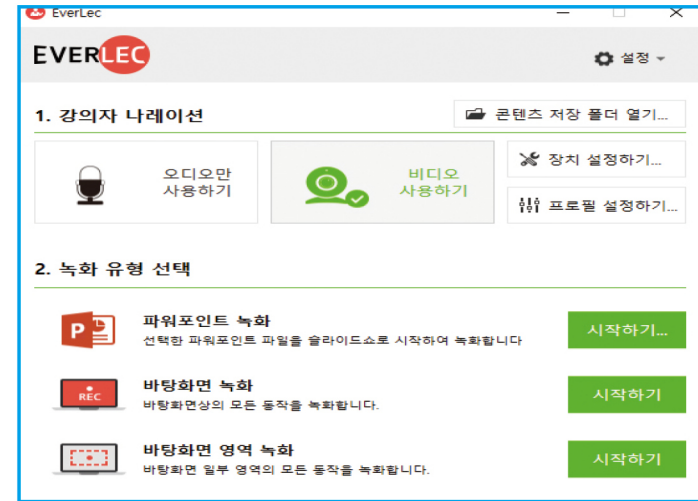 EverLec
EVERLEC
설정
1. 강의자 나레이션
콘텐츠 저장 폴더 열기...
오디오만
사용하기
비디오
사용하기
장치 설정하기...
프로필 설정하기...
2. 녹화 유형 선택
P
파워포인트 녹화
선택한 파워포인트 파일을 슬라이드쇼로 시작하여 녹화합니다
시작하기...
REC
바탕화면 녹화
바탕화면상의 모든 동작을 녹화합니다.
시작하기
바탕화면 영역 녹화
바탕화면 일부 영역의 모든 동작을 녹화합니다.
시작하기